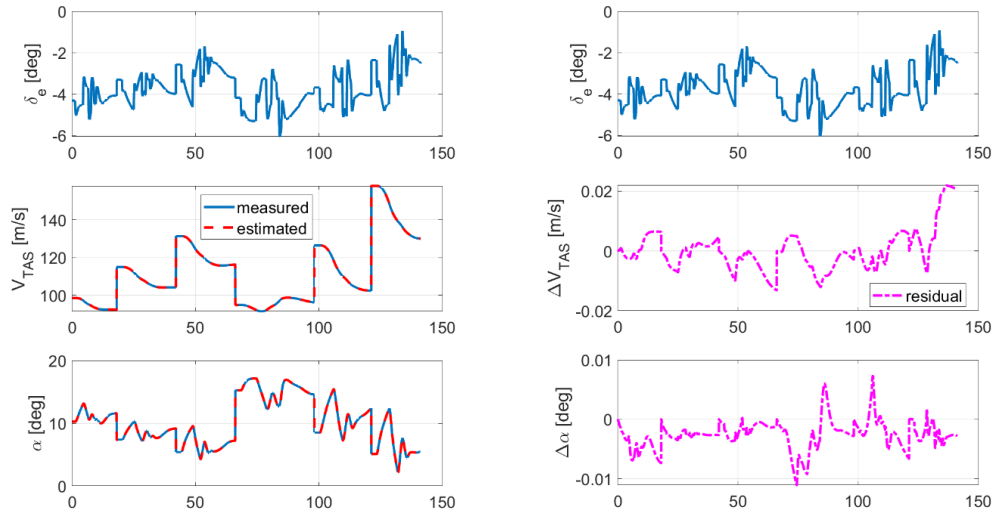 0
-2
-4
-6
δe [deg]
0 50 100 150
0
-2
-4
-6
δe [deg]
0 50 100 150
140
120
100
VTAS [m/s]
measured
estimated
0 50 100 150
0.02
0
-0.02
ΔVTAS [m/s]
residual
0 50 100 150
20
10
0
α [deg]
0 50 100 150
0.01
0
-0.01
Δα [deg]
0 50 100 150